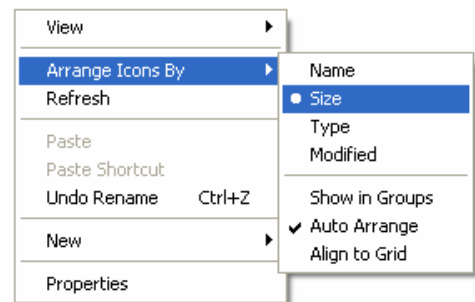 View
Arrange Icons By
Refresh
Paste
Paste Shortcut
Undo Rename Ctrl+Z
New
Properties
Name
Size
Type
Modified
Show in Groups
Auto Arrange
Align to Grid